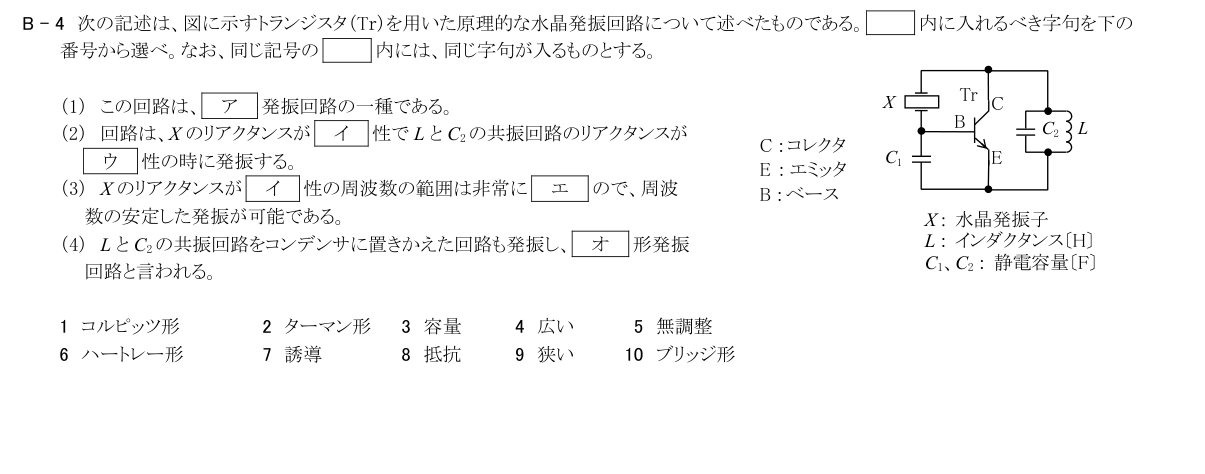 B－4 次の記述は、図に示すトランジスタ(Tr)を用いた原理的な水晶発振回路について述べたものである。 内に入れるべき字句を下の
番号から選べ。なお、同じ記号の 内には、同じ字句が入るものとする。
(1) この回路は、 ア 発振回路の一種である。
(2) 回路は、Xのリアクタンスが イ 性でLとC₂の共振回路のリアクタンスが
ウ 性の時に発振する。
(3) Xのリアクタンスが イ 性の周波数の範囲は非常に エ ので、周波
数の安定した発振が可能である。
(4) LとC₂の共振回路をコンデンサに置きかえた回路も発振し、 オ 形発振
回路と言われる。
C：コレクタ
E：エミッタ
B：ベース
X
Tr
C
B
E
C₁
C₂
L
X： 水晶発振子
L： インダクタンス〔H〕
C₁、C₂： 静電容量〔F〕
1 コルピッツ形 2 ターマン形 3 容量 4 広い 5 無調整
6 ハートレー形 7 誘導 8 抵抗 9 狭い 10 ブリッジ形